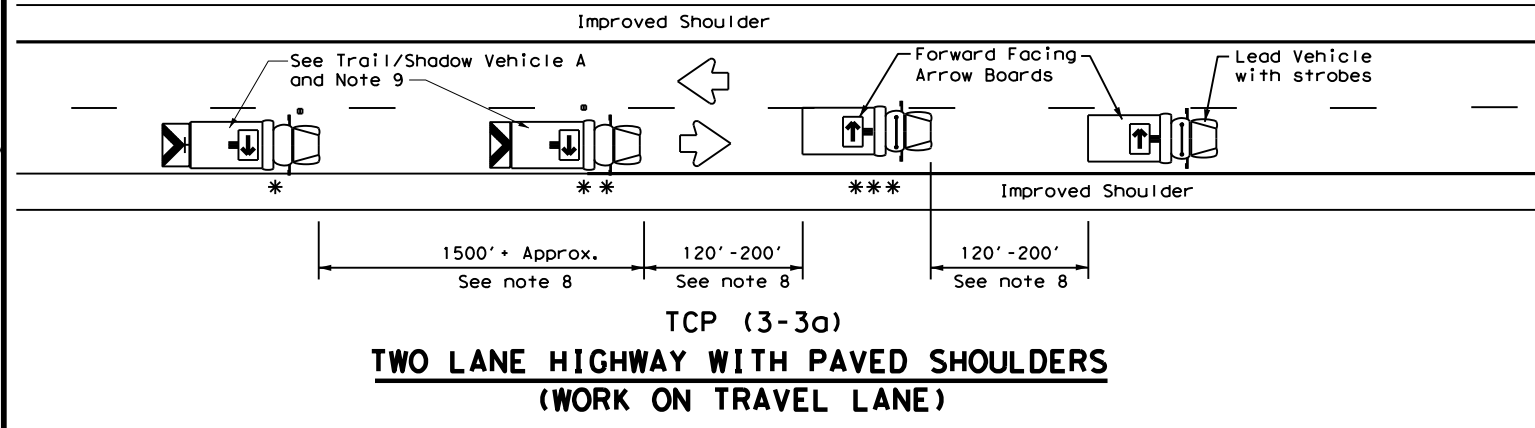 Improved Shoulder
See Trail/Shadow Vehicle A
and Note 9
Forward Facing
Arrow Boards
Lead Vehicle
with strobes
*
* *
***
Improved Shoulder
1500'+ Approx.
See note 8
120'-200'
See note 8
120'-200'
See note 8
TCP (3-3a)
TWO LANE HIGHWAY WITH PAVED SHOULDERS
(WORK ON TRAVEL LANE)